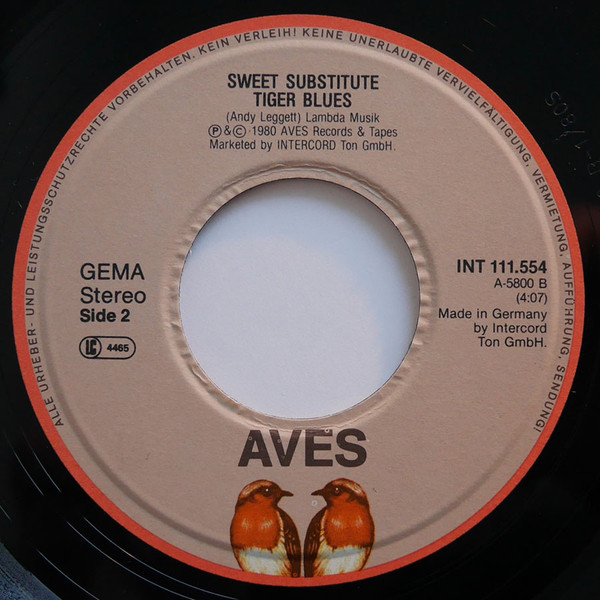 ALLE URHEBER- UND LEISTUNGSSCHUTZRECHTE VORBEHALTEN, KEIN VERLEIH! KEINE UNERLAUBTE VERVIELFÄLTIGUNG, VERMIETUNG, AUFFÜHRUNG, SENDUNG!
SWEET SUBSTITUTE
TIGER BLUES
(Andy Leggett) Lambda Musik
Ⓟ&© 1980 AVES Records & Tapes
Marketed by INTERCORD Ton GmbH.
GEMA
Stereo
Side 2
LC 4465
INT 111.554
A-5800 B
(4:07)
Made in Germany
by Intercord
Ton GmbH.
AVES